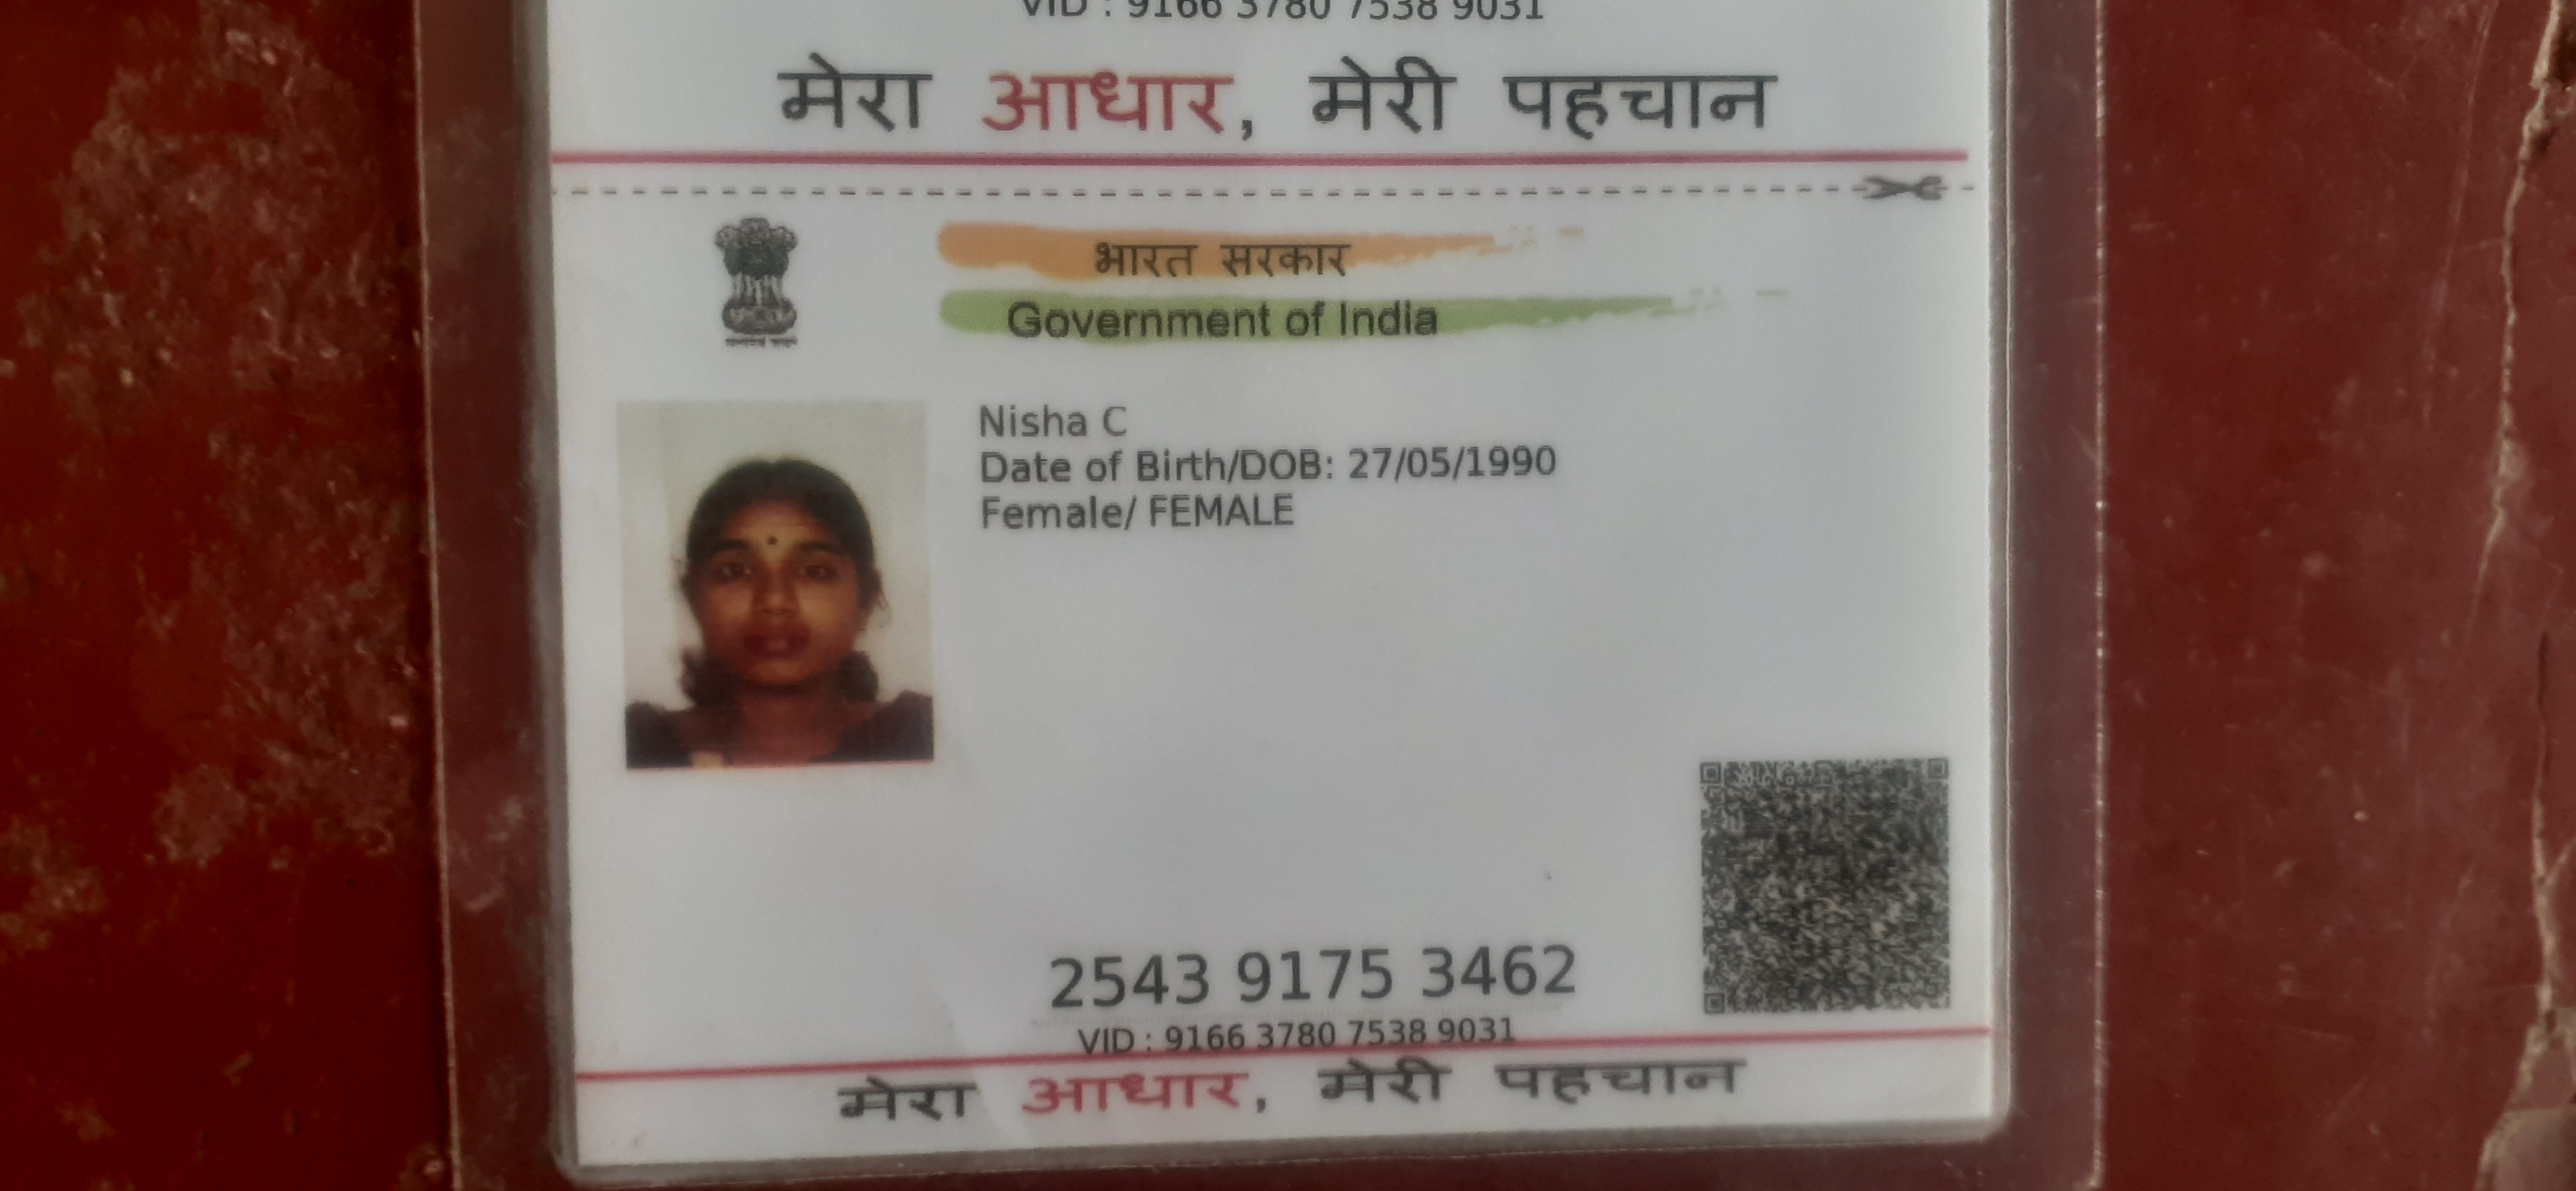 VID : 9166 3780 7538 9031
मेरा आधार, मेरी पहचान
भारत सरकार
Government of India
Nisha C
Date of Birth/DOB: 27/05/1990
Female/ FEMALE
2543 9175 3462
VID : 9166 3780 7538 9031
मेरा आधार, मेरी पहचान